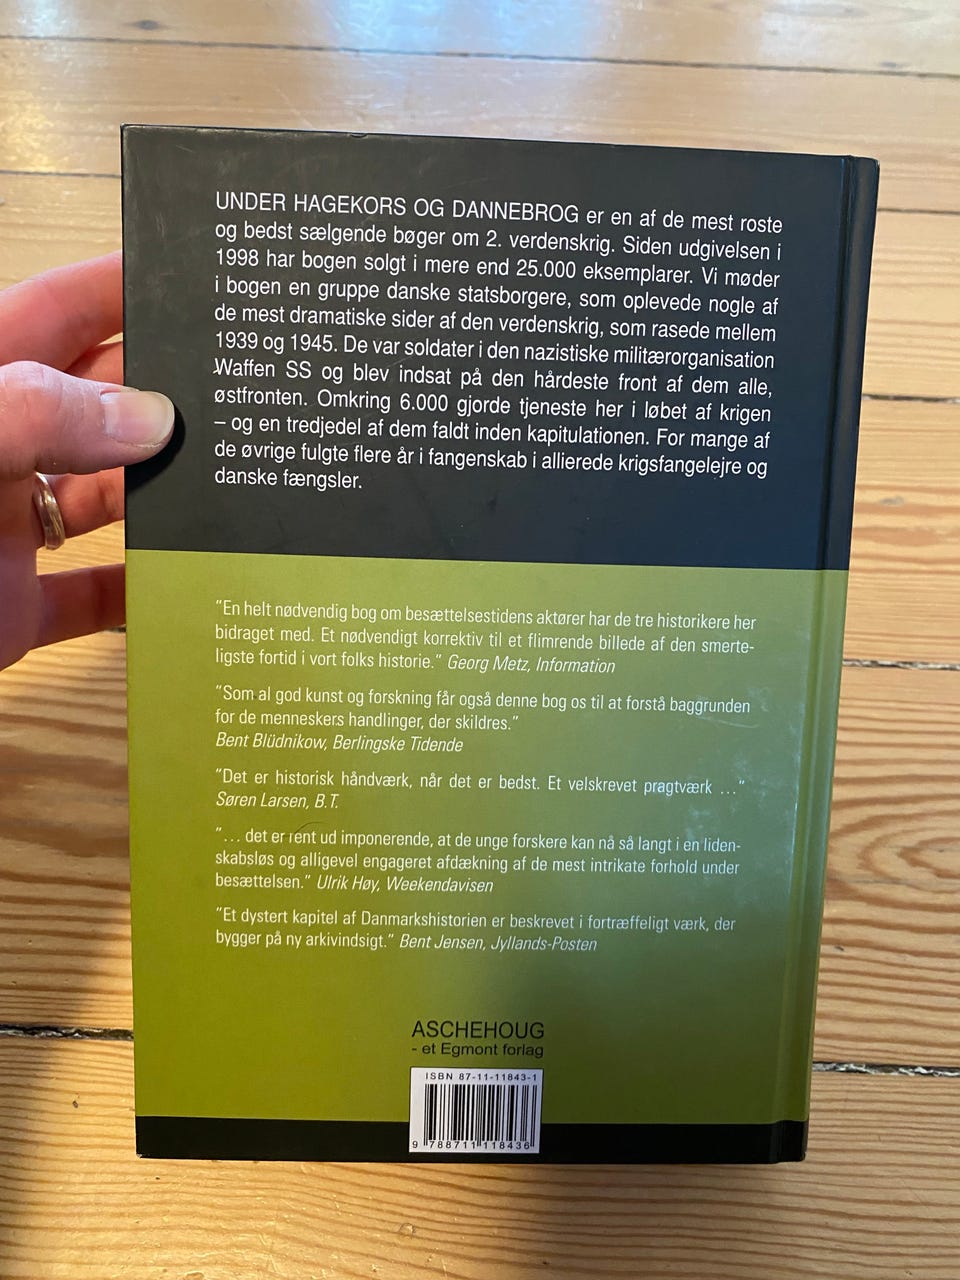 UNDER HAGEKORS OG DANNEBROG er en af de mest roste
og bedst sælgende bøger om 2. verdenskrig. Siden udgivelsen i
1998 har bogen solgt i mere end 25.000 eksemplarer. Vi møder
i bogen en gruppe danske statsborgere, som oplevede nogle af
de mest dramatiske sider af den verdenskrig, som rasede mellem
1939 og 1945. De var soldater i den nazistiske militærorganisation
Waffen SS og blev indsat på den hårdeste front af dem alle,
østfronten. Omkring 6.000 gjorde tjeneste her i løbet af krigen
– og en tredjedel af dem faldt inden kapitulationen. For mange af
de øvrige fulgte flere år i fangenskab i allierede krigsfangelejre og
danske fængsler.
"En helt nødvendig bog om besættelsestidens aktører har de tre historikere her
bidraget med. Et nødvendigt korrektiv til et flimrende billede af den smerte-
ligste fortid i vort folks historie." Georg Metz, Information
"Som al god kunst og forskning får også denne bog os til at forstå baggrunden
for de menneskers handlinger, der skildres."
Bent Blüdnikow, Berlingske Tidende
"Det er historisk håndværk, når det er bedst. Et velskrevet pragtværk ..."
Søren Larsen, B.T.
"... det er rent ud imponerende, at de unge forskere kan nå så langt i en liden-
skabsløs og alligevel engageret afdækning af de mest intrikate forhold under
besættelsen." Ulrik Høy, Weekendavisen
"Et dystert kapitel af Danmarkshistorien er beskrevet i fortræffeligt værk, der
bygger på ny arkivindsigt." Bent Jensen, Jyllands-Posten
ASCHEHOUG
- et Egmont forlag
ISBN 87-11-11843-1
9 788711 118436